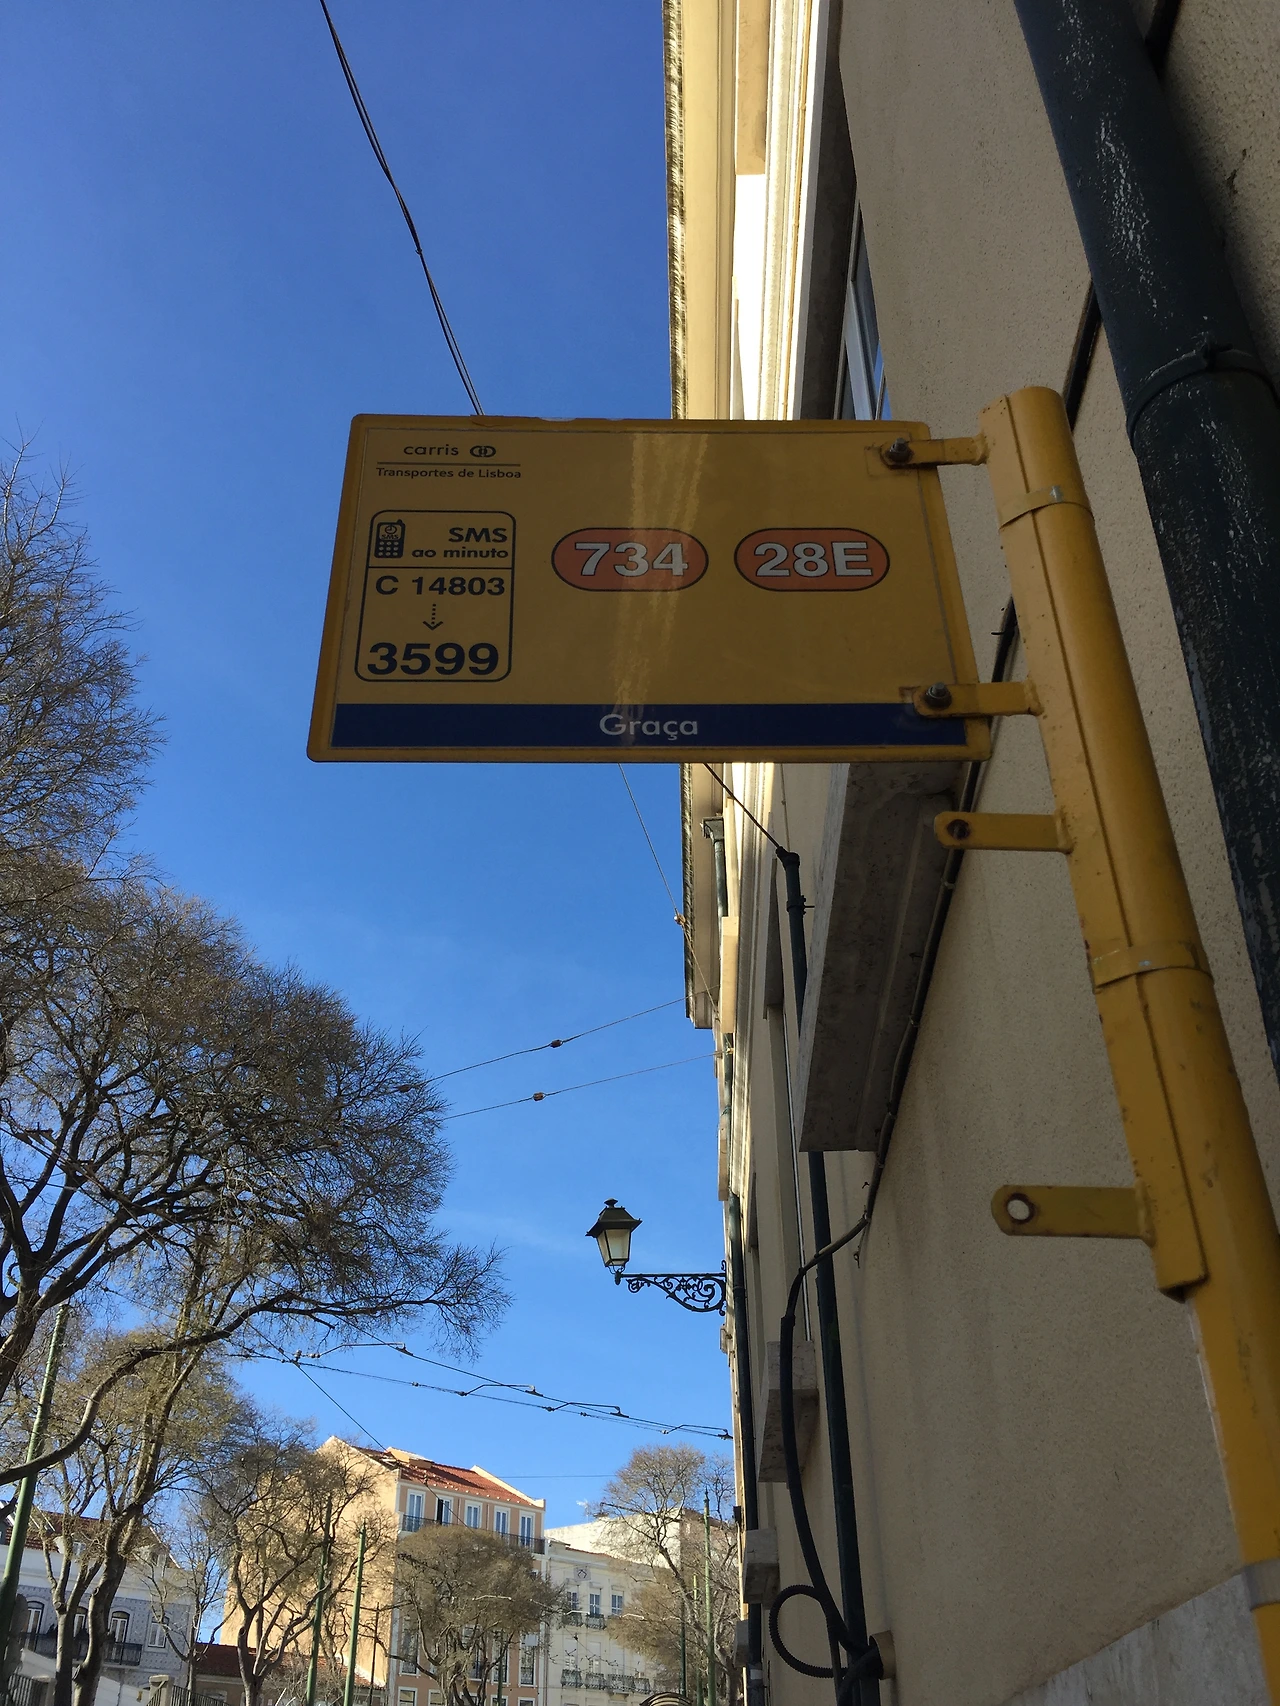 carris
Transportes de Lisboa
SMS
ao minuto
C 14803
3599
734 28E
Graça